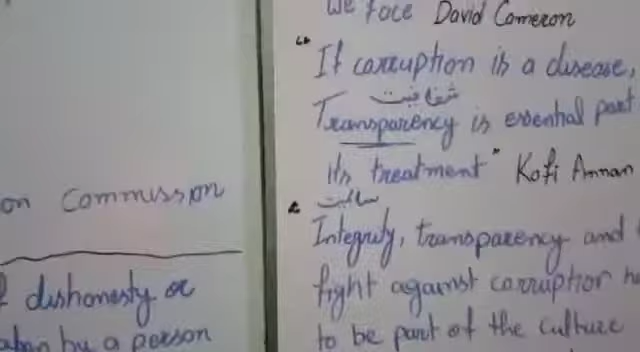 on Commission
dishonesty or
by a person
We face David Cameron
“ If corruption is a disease,
شفافیت
Transparency is essential part
its treatment" Kofi Annan
سالمیت
Integrity, transparency and
fight against corruption
to be part of the culture